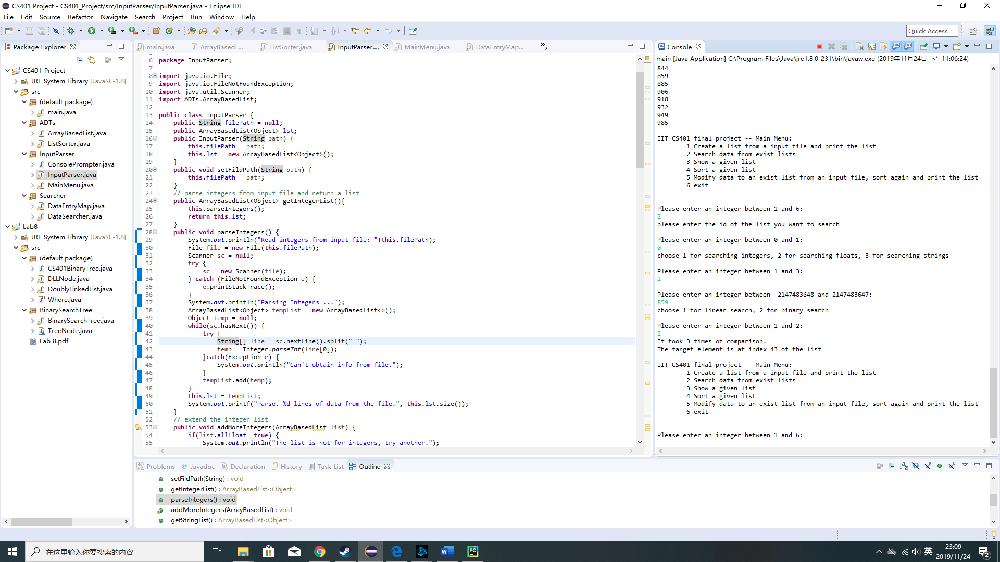 CS401 Project - CS401_Project/src/InputParser/InputParser.java - Eclipse IDE
File Edit Source Refactor Navigate Search Project Run Window Help
Quick Access
Package Explorer
CS401_Project
JRE System Library [JavaSE-1.8]
src
(default package)
main.java
ADTs
ArrayBasedList.java
ListSorter.java
InputParser
ConsolePrompter.java
InputParser.java
MainMenu.java
Searcher
DataEntryMap.java
DataSearcher.java
Lab8
JRE System Library [JavaSE-1.8]
src
(default package)
CS401BinaryTree.java
DLLNode.java
DoublyLinkedList.java
Where.java
BinarySearchTree
BinarySearchTree.java
TreeNode.java
Lab 8.pdf
main.java ArrayBasedL... ListSorter.java InputParser.... MainMenu.java DataEntryMap... »2
6 package InputParser;
7
8 import java.io.File;
9 import java.io.FileNotFoundException;
10 import java.util.Scanner;
11 import ADTs.ArrayBasedList;
12
13 public class InputParser {
14 public String filePath = null;
15 public ArrayBasedList<Object> lst;
16 public InputParser(String path) {
17 this.filePath = path;
18 this.lst = new ArrayBasedList<Object>();
19 }
20 public void setFildPath(String path) {
21 this.filePath = path;
22 }
23 // parse integers from input file and return a list
24 public ArrayBasedList<Object> getIntegerList(){
25 this.parseIntegers();
26 return this.lst;
27 }
28 public void parseIntegers() {
29 System.out.println("Read integers from input file: "+this.filePath);
30 File file = new File(this.filePath);
31 Scanner sc = null;
32 try {
33 sc = new Scanner(file);
34 } catch (FileNotFoundException e) {
35 e.printStackTrace();
36 }
37 System.out.println("Parsing Integers ...");
38 ArrayBasedList<Object> tempList = new ArrayBasedList<>();
39 Object temp = null;
40 while(sc.hasNext()) {
41 try {
42 String[] line = sc.nextLine().split(" ");
43 temp = Integer.parseInt(line[0]);
44 }catch(Exception e) {
45 System.out.println("Can't obtain info from file.");
46 }
47 tempList.add(temp);
48 }
49 this.lst = tempList;
50 System.out.printf("Parse. %d lines of data from the file.", this.lst.size());
51 }
52 // extend the integer list
53 public void addMoreIntegers(ArrayBasedList list) {
54 if(list.allFloat==true) {
55 System.out.println("The list is not for integers, try another.");
Console
main [Java Application] C:\Program Files\Java\jre1.8.0_231\bin\javaw.exe (2019年11月24日 下午11:06:24)
844
859
885
906
918
932
949
985
IIT CS401 final project -- Main Menu:
1 Create a list from a input file and print the list
2 Search data from exist lists
3 Show a given list
4 Sort a given list
5 Modify data to an exist list from an input file, sort again and print the list
6 exit
Please enter an integer between 1 and 6:
2
please enter the id of the list you want to search
Please enter an integer between 0 and 1:
0
choose 1 for searching integers, 2 for searching floats, 3 for searching strings
Please enter an integer between 1 and 3:
1
Please enter an integer between -2147483648 and 2147483647:
859
choose 1 for linear search, 2 for binary search
Please enter an integer between 1 and 2:
2
It took 3 times of comparison.
The target element is at index 43 of the list
IIT CS401 final project -- Main Menu:
1 Create a list from a input file and print the list
2 Search data from exist lists
3 Show a given list
4 Sort a given list
5 Modify data to an exist list from an input file, sort again and print the list
6 exit
Please enter an integer between 1 and 6:
Problems Javadoc Declaration History Task List Outline
setFildPath(String) : void
getIntegerList() : ArrayBasedList<Object>
parseIntegers() : void
addMoreIntegers(ArrayBasedList) : void
getStringList() : ArrayBasedList<Object>
在这里输入你要搜索的内容
英
23:09
2019/11/24
2